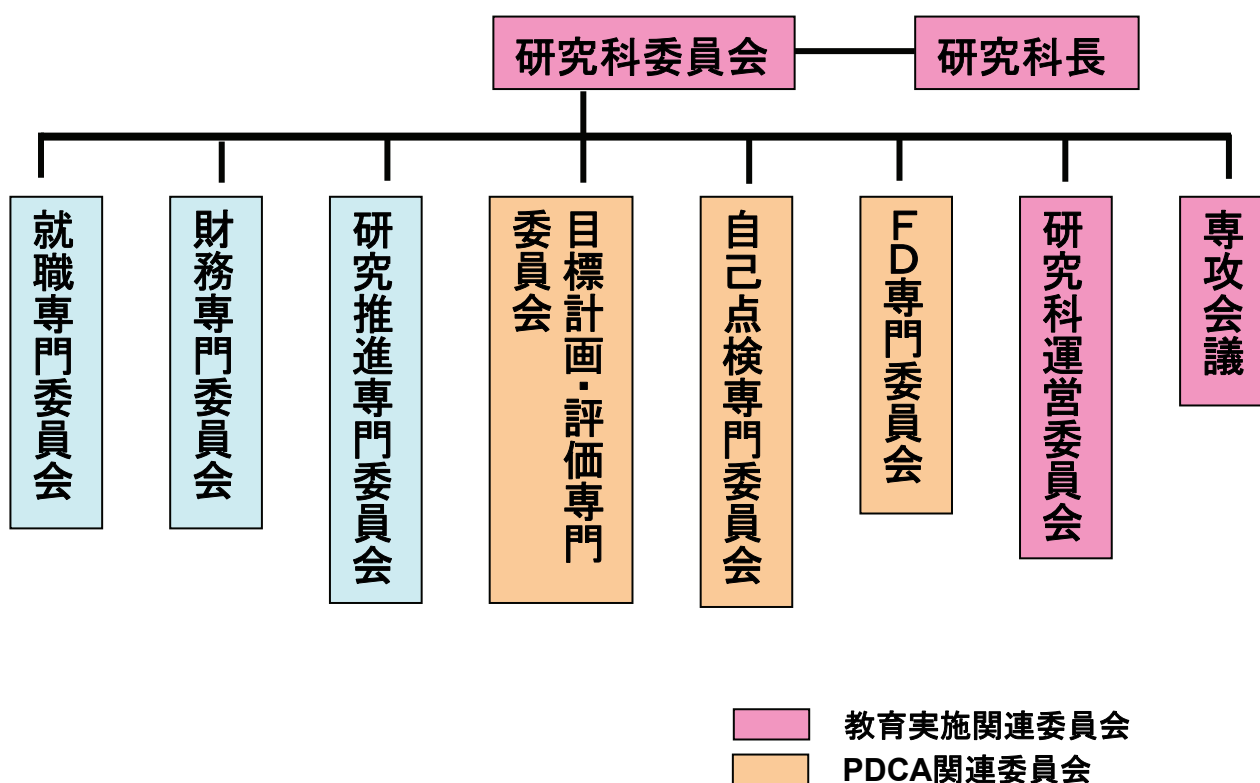 研究科委員会
研究科長
就職専門委員会
財務専門委員会
研究推進専門委員会
目標計画・評価専門
委員会
自己点検専門委員会
ＦＤ専門委員会
研究科運営委員会
専攻会議
教育実施関連委員会
PDCA関連委員会